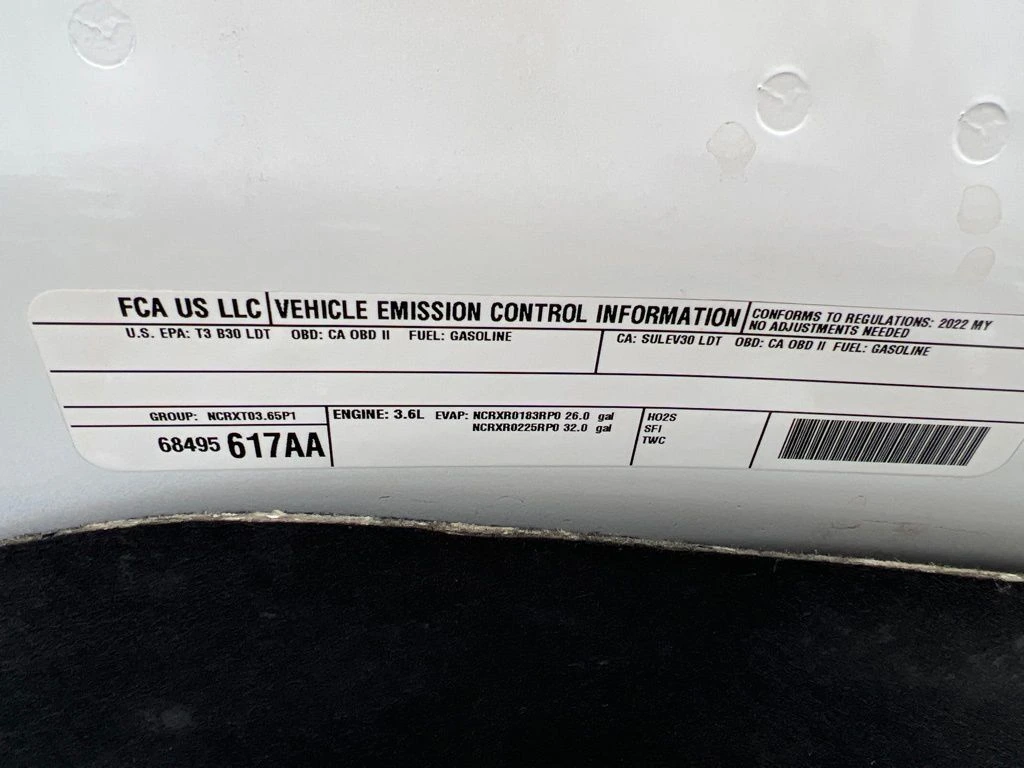 FCA US LLC VEHICLE EMISSION CONTROL INFORMATION
CONFORMS TO REGULATIONS: 2022 MY
NO ADJUSTMENTS NEEDED
U.S. EPA: T3 B30 LDT OBD: CA OBD II FUEL: GASOLINE
CA: SULEV30 LDT OBD: CA OBD II FUEL: GASOLINE
GROUP: NCRXT03.65P1
68495 617AA
ENGINE: 3.6L EVAP: NCRXR0183RP0 26.0 gal
NCRXR0225RP0 32.0 gal
HO2S
SFI
TWC